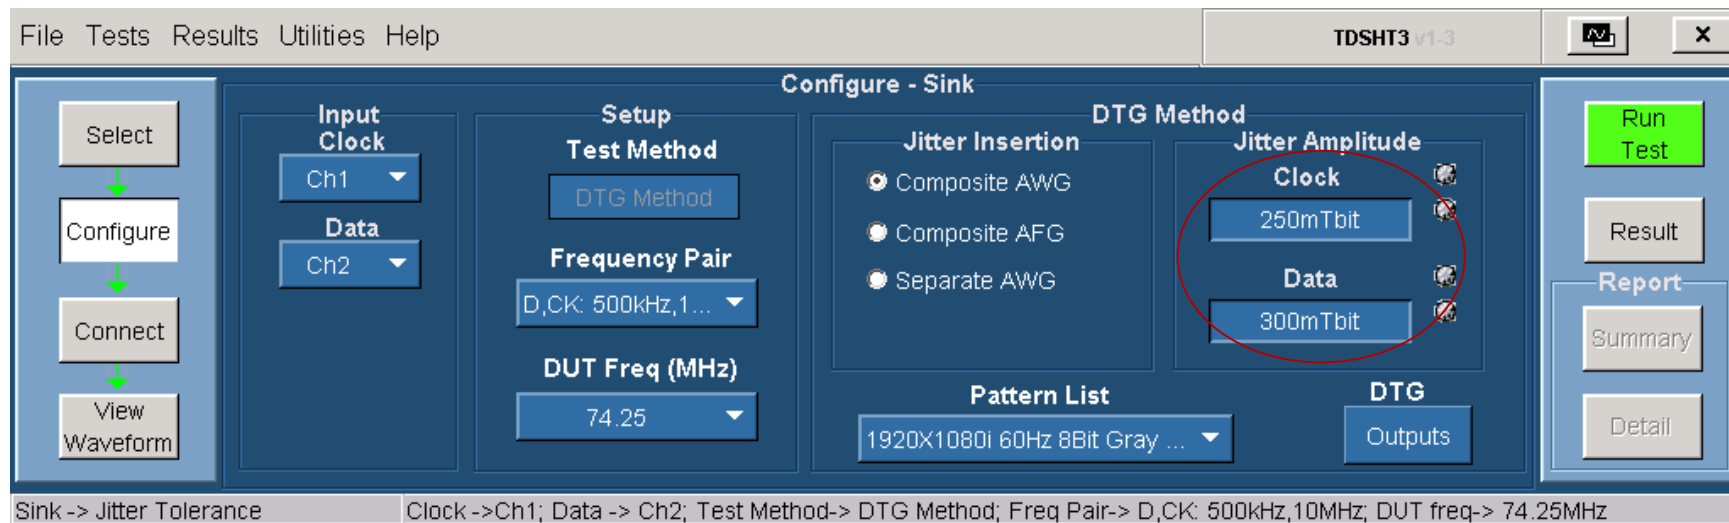 File Tests Results Utilities Help
TDSHT3 v1-3
x
Select
Configure
Connect
View
Waveform
Configure - Sink
Input
Clock
Ch1
Data
Ch2
Setup
Test Method
DTG Method
Frequency Pair
D,CK: 500kHz,1...
DUT Freq (MHz)
74.25
DTG Method
Jitter Insertion
Composite AWG
Composite AFG
Separate AWG
Jitter Amplitude
Clock
250mTbit
Data
300mTbit
Pattern List
1920X1080i 60Hz 8Bit Gray ...
DTG
Outputs
Run
Test
Result
Report
Summary
Detail
Sink -> Jitter Tolerance
Clock ->Ch1; Data -> Ch2; Test Method-> DTG Method; Freq Pair-> D,CK: 500kHz,10MHz; DUT freq-> 74.25MHz